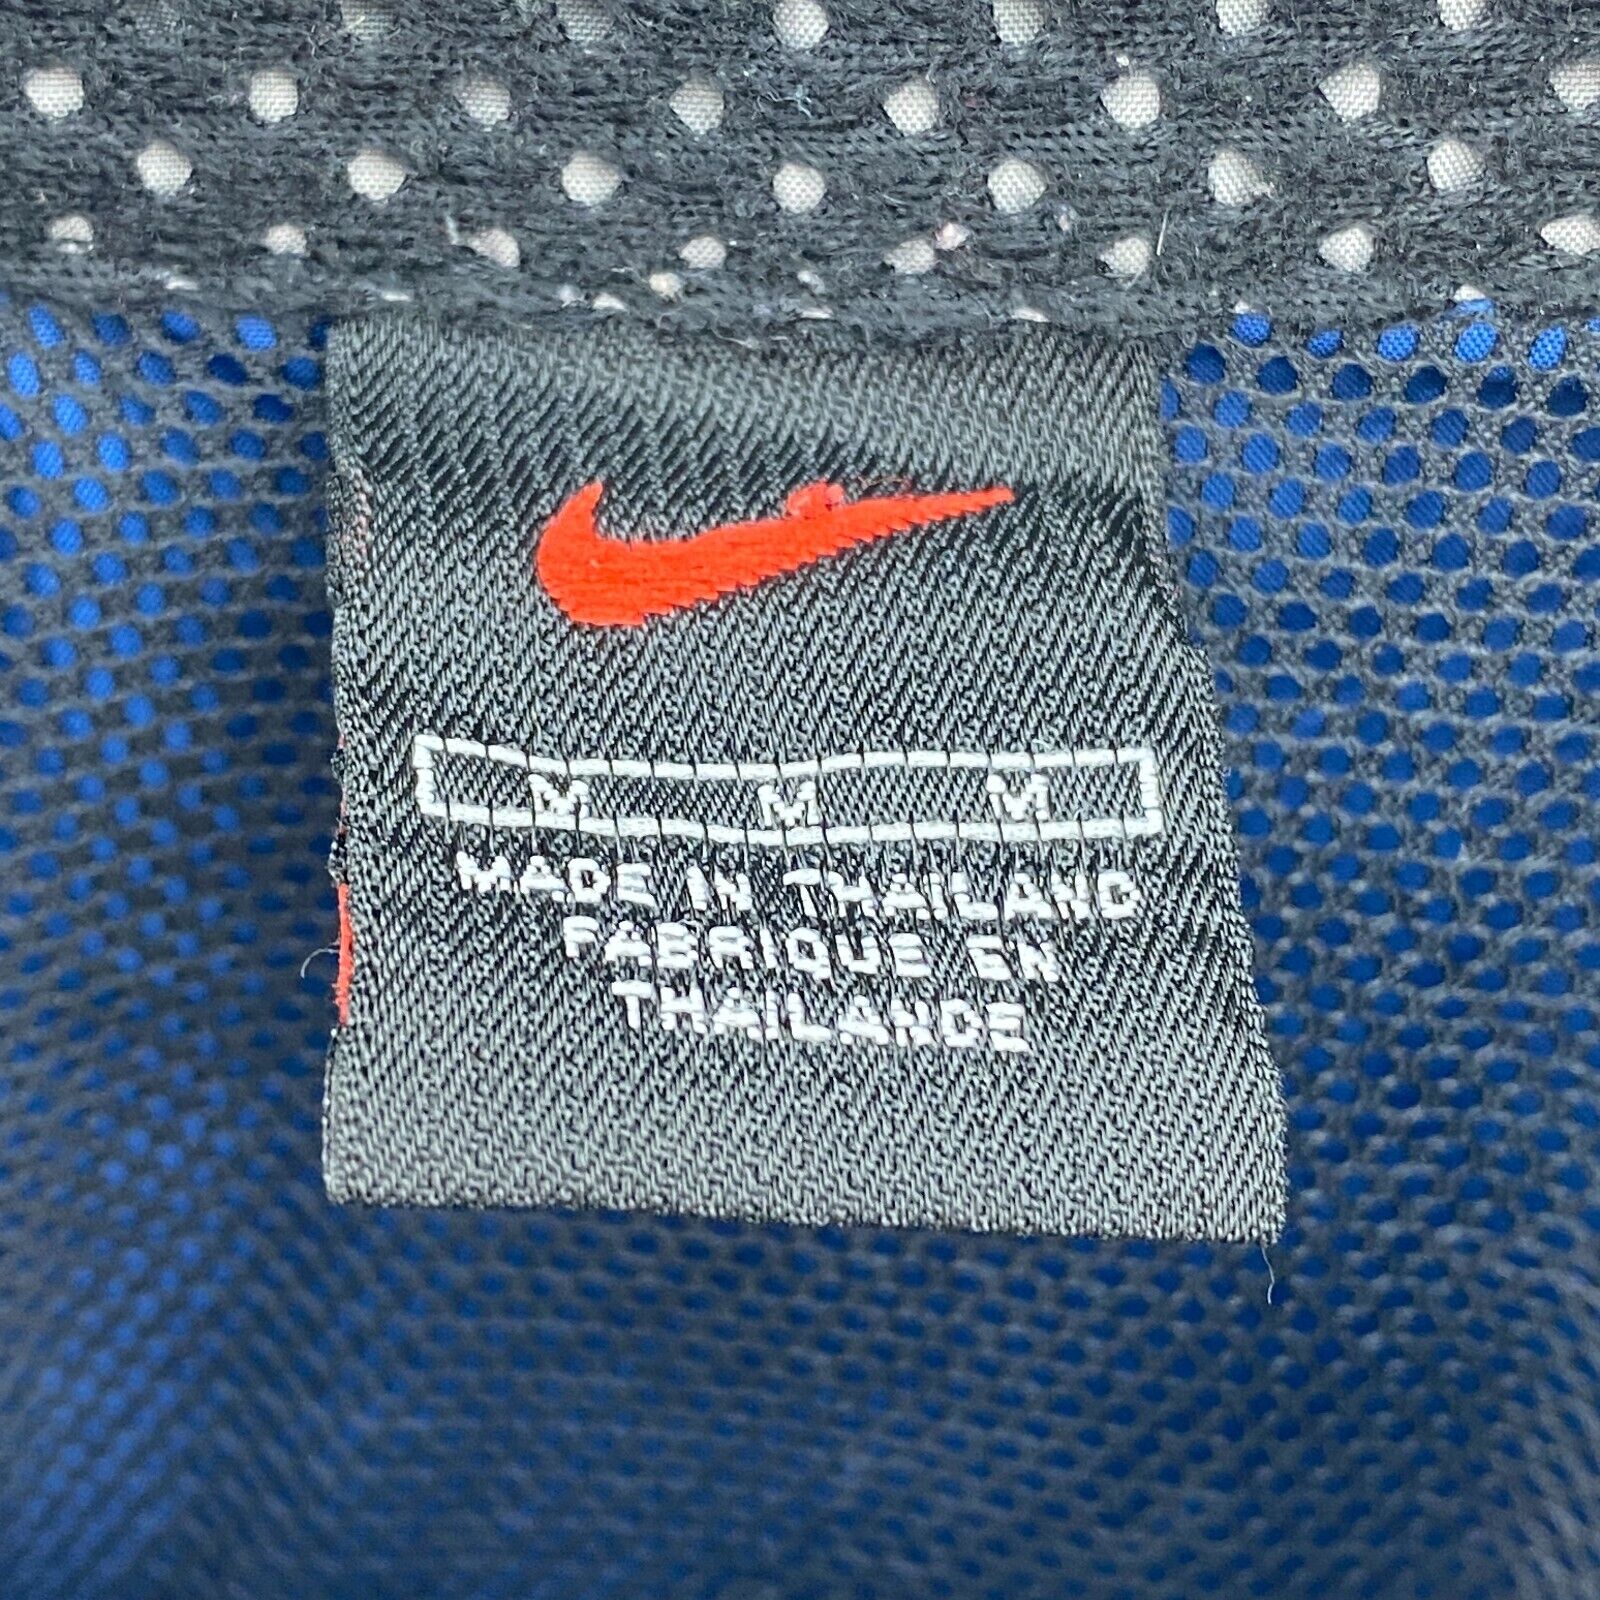 M M M
MADE IN THAILAND
FABRIQUE EN
THAILANDE